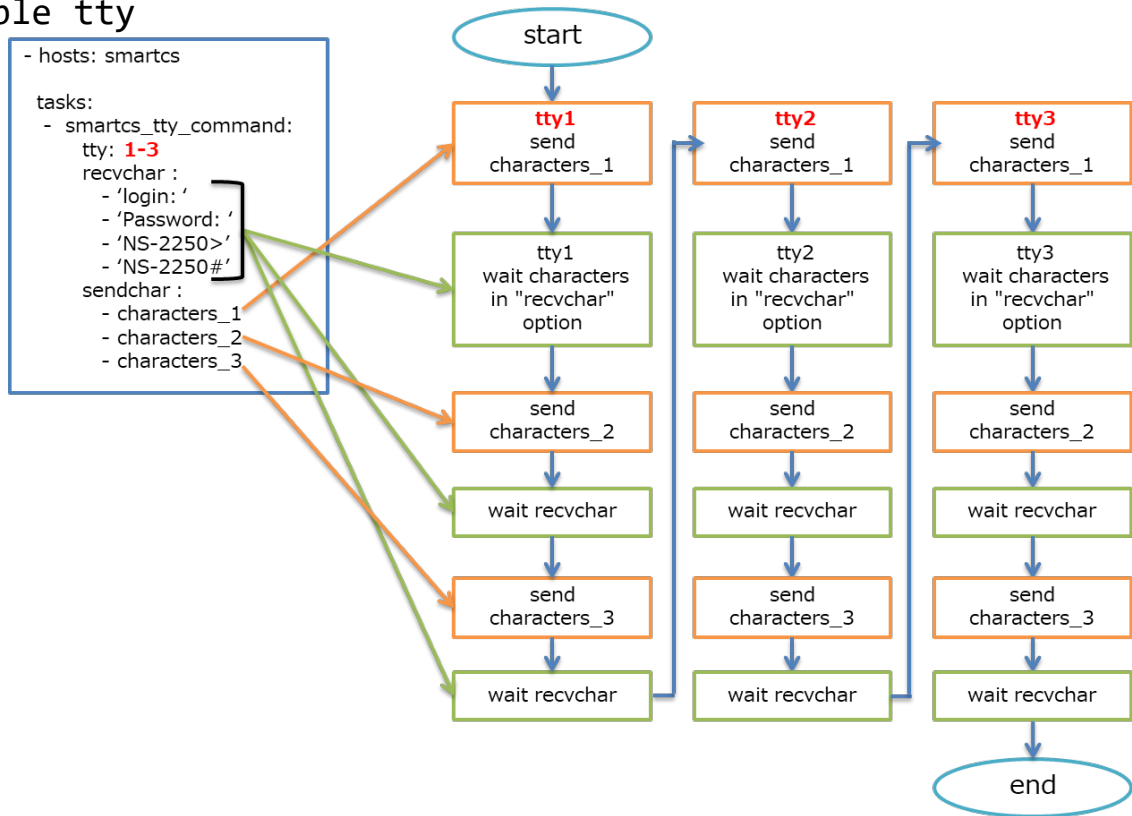 ble tty
- hosts: smartcs
tasks:
- smartcs_tty_command:
tty: 1-3
recvchar :
- ‘login: ‘
- ‘Password: ‘
- ‘NS-2250>’
- ‘NS-2250#’
sendchar :
- characters_1
- characters_2
- characters_3
start
tty1
send
characters_1
tty1
wait characters
in "recvchar"
option
send
characters_2
wait recvchar
send
characters_3
wait recvchar
tty2
send
characters_1
tty2
wait characters
in "recvchar"
option
send
characters_2
wait recvchar
send
characters_3
wait recvchar
tty3
send
characters_1
tty3
wait characters
in "recvchar"
option
send
characters_2
wait recvchar
send
characters_3
wait recvchar
end